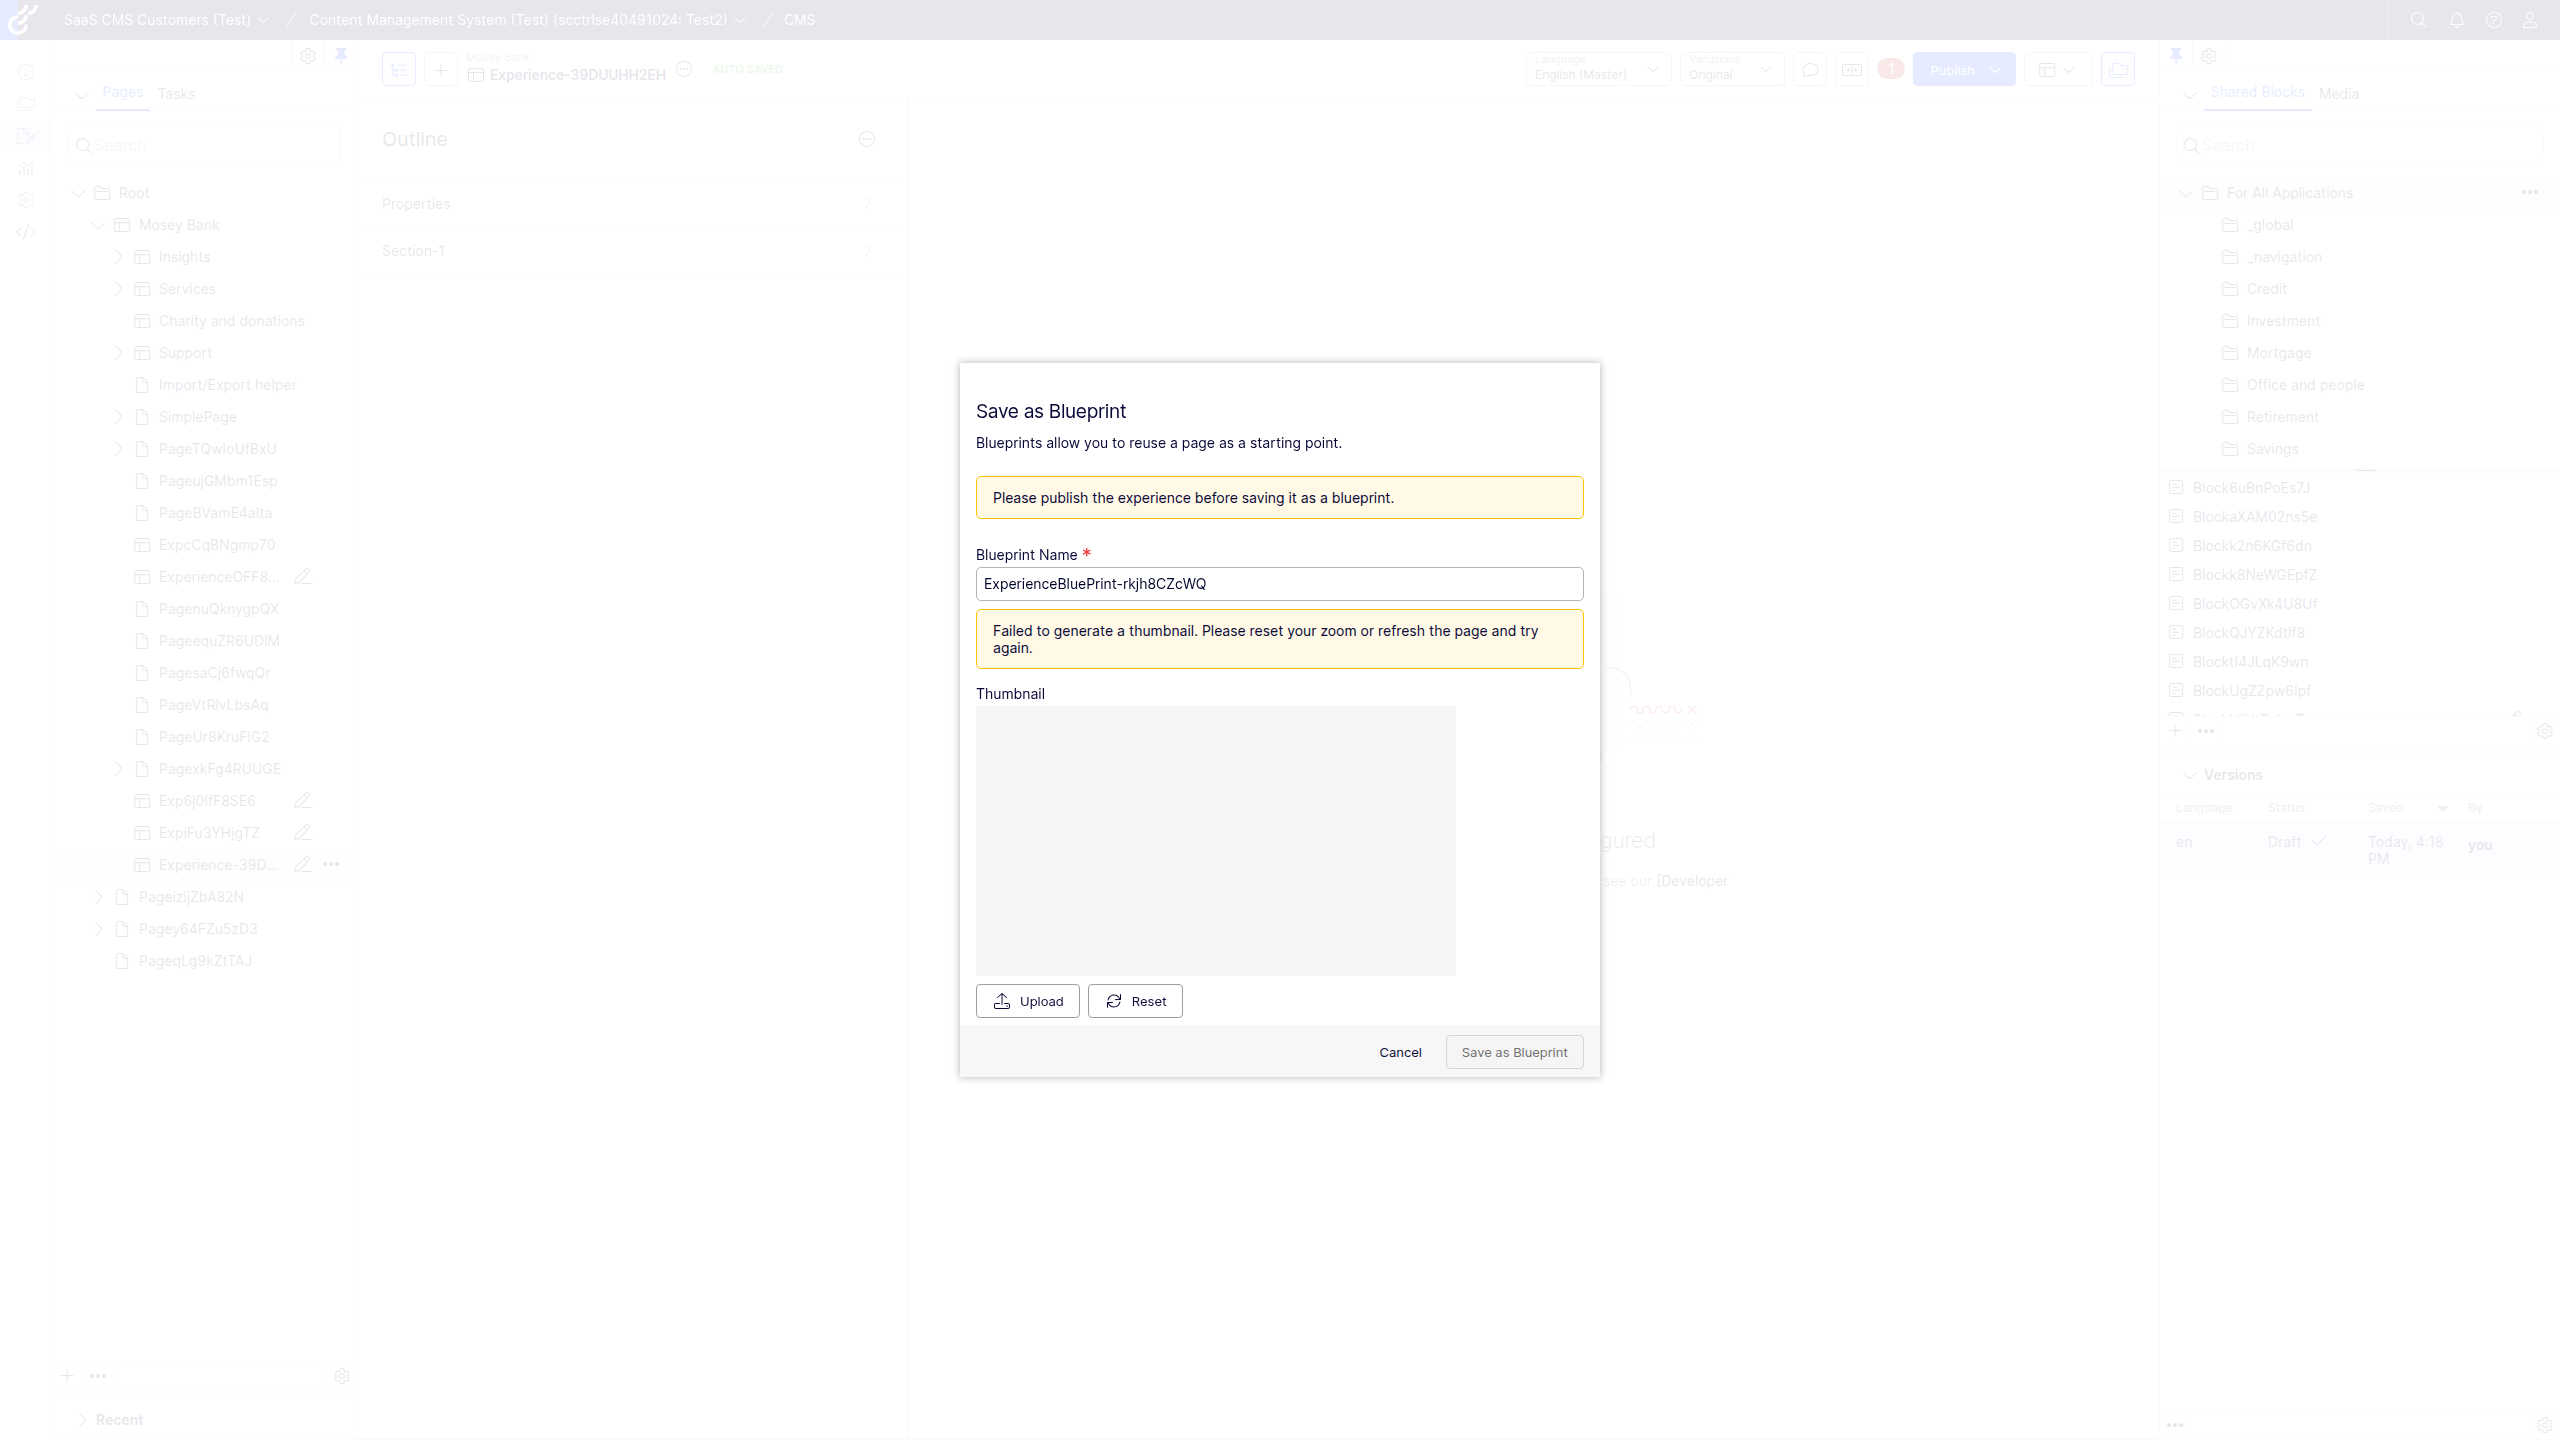 SaaS CMS Customers (Test)
Content Management System (Test) (scctrlse40491024: Test2)
CMS
Pages
Tasks
Search
Root
Mosey Bank
Insights
Services
Charity and donations
Support
Import/Export helper
SimplePage
PageTQwIoUfBxU
PageujGMbm1Esp
PageBVamE4aIta
ExpcCqBNgmp70
ExperienceOFF8...
PagenuQknygpQX
PageequZR6UDIM
PagesaCj6fwqQr
PageVtRlvLbsAq
PageUr8KruFlG2
PagexkFg4RUUGE
Exp6j0IfF8SE6
ExpiFu3YHjgTZ
Experience-39D...
PageizijZbA82N
Pagey64FZu5zD3
PageqLg9kZtTAJ
Recent
Mosey Bank
Experience-39DUUHH2EH
AUTO SAVED
Language
English (Master)
Variations
Original
1
Publish
Outline
Properties
Section-1
Save as Blueprint
Blueprints allow you to reuse a page as a starting point.
Please publish the experience before saving it as a blueprint.
Blueprint Name *
ExperienceBluePrint-rkjh8CZcWQ
Failed to generate a thumbnail. Please reset your zoom or refresh the page and try
again.
Thumbnail
Upload
Reset
Cancel
Save as Blueprint
gured
see our [Developer
Shared Blocks
Media
Search
For All Applications
_global
_navigation
Credit
Investment
Mortgage
Office and people
Retirement
Savings
Block6uBnPoEs7J
BlockaXAM02ns5e
Blockk2n6KGf6dn
Blockk8NeWGEpfZ
BlockOGvXk4U8Uf
BlockQJYZKdtIf8
Blocktl4JLqK9wn
BlockUgZZpw6Ipf
Versions
Language
Status
Saved
By
en
Draft
Today, 4:18
PM
you